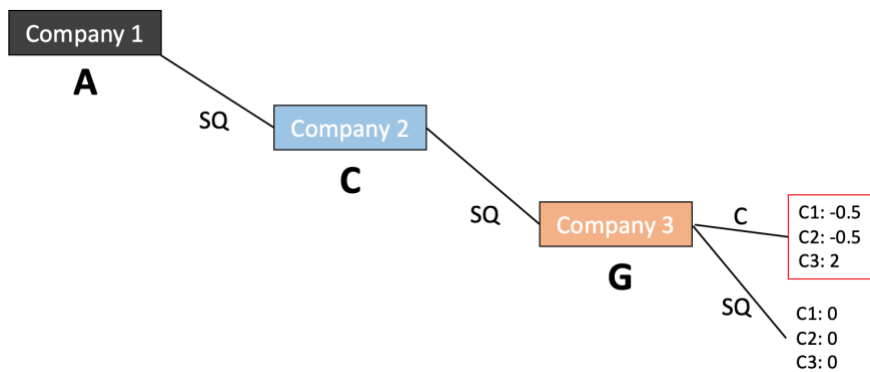 Company 1
A
SQ
Company 2
C
SQ
Company 3
G
C
C1: -0.5
C2: -0.5
C3: 2
SQ
C1: 0
C2: 0
C3: 0